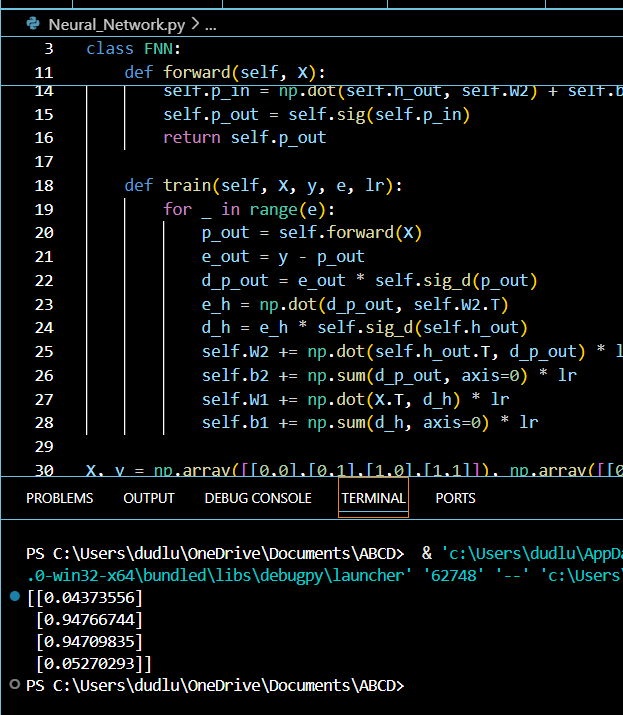 Neural_Network.py > ...
3 class FNN:
11 def forward(self, X):
14 self.p_in = np.dot(self.h_out, self.W2) + self.b
15 self.p_out = self.sig(self.p_in)
16 return self.p_out
17
18 def train(self, X, y, e, lr):
19 for _ in range(e):
20 p_out = self.forward(X)
21 e_out = y - p_out
22 d_p_out = e_out * self.sig_d(p_out)
23 e_h = np.dot(d_p_out, self.W2.T)
24 d_h = e_h * self.sig_d(self.h_out)
25 self.W2 += np.dot(self.h_out.T, d_p_out) * l
26 self.b2 += np.sum(d_p_out, axis=0) * lr
27 self.W1 += np.dot(X.T, d_h) * lr
28 self.b1 += np.sum(d_h, axis=0) * lr
29
30 X, y = np.array([[0,0],[0,1],[1,0],[1,1]]), np.array([[0
PROBLEMS OUTPUT DEBUG CONSOLE TERMINAL PORTS
PS C:\Users\dudlu\OneDrive\Documents\ABCD> & 'c:\Users\dudlu\AppDa
.0-win32-x64\bundled\libs\debugpy\launcher' '62748' '--' 'c:\Users
[[0.04373556]
[0.94766744]
[0.94709835]
[0.05270293]]
PS C:\Users\dudlu\OneDrive\Documents\ABCD>